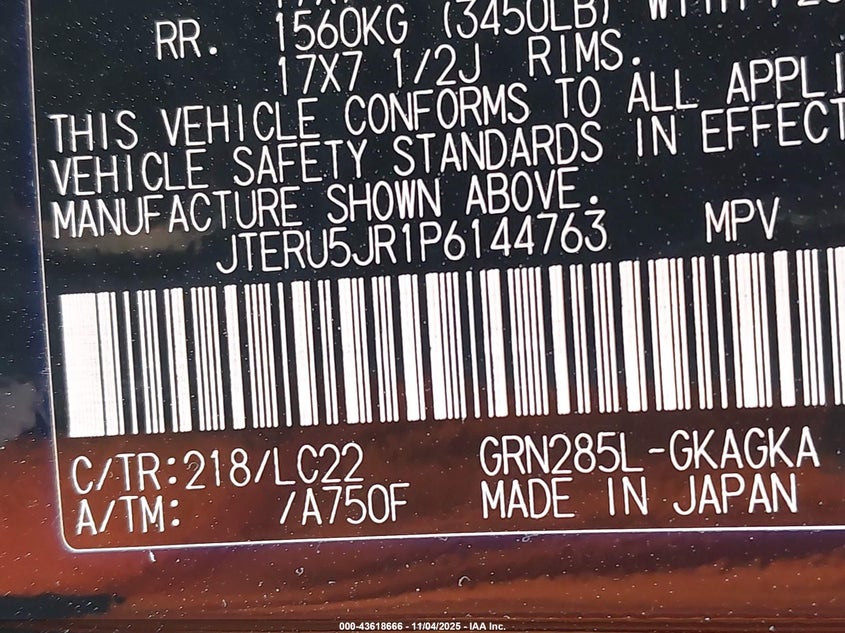 RR. 1560KG (3450LB)
17X7 1/2J RIMS.
THIS VEHICLE CONFORMS TO ALL
VEHICLE SAFETY STANDARDS IN EFFECT
MANUFACTURE SHOWN ABOVE.
JTERU5JR1P6144763 MPV
C/TR:218/LC22 GRN285L-GKAGKA
A/TM: /A750F MADE IN JAPAN
000-43618666 - 11/04/2025 - IAA Inc.